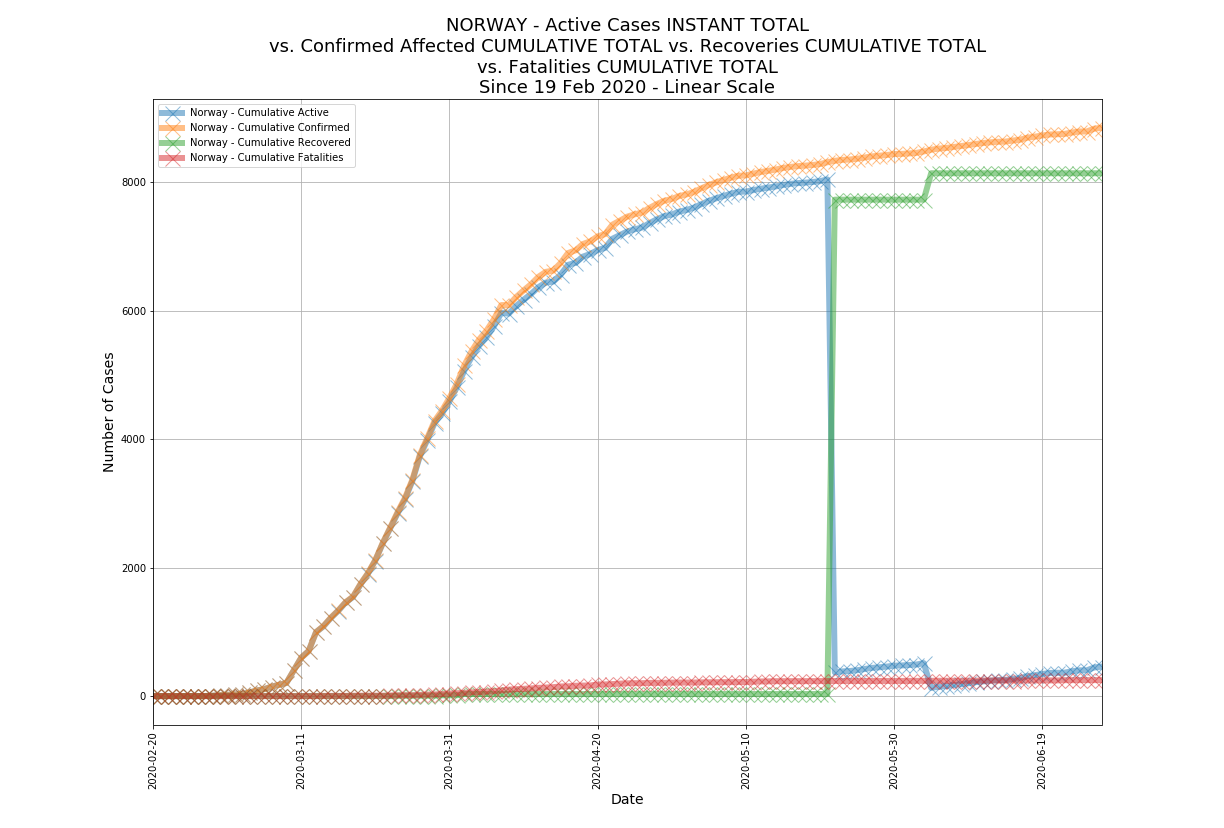 NORWAY - Active Cases INSTANT TOTAL
vs. Confirmed Affected CUMULATIVE TOTAL vs. Recoveries CUMULATIVE TOTAL
vs. Fatalities CUMULATIVE TOTAL
Since 19 Feb 2020 - Linear Scale
Norway - Cumulative Active
Norway - Cumulative Confirmed
Norway - Cumulative Recovered
Norway - Cumulative Fatalities
Number of Cases
8000
6000
4000
2000
0
2020-02-20
2020-03-11
2020-03-31
2020-04-20
2020-05-10
2020-05-30
2020-06-19
Date